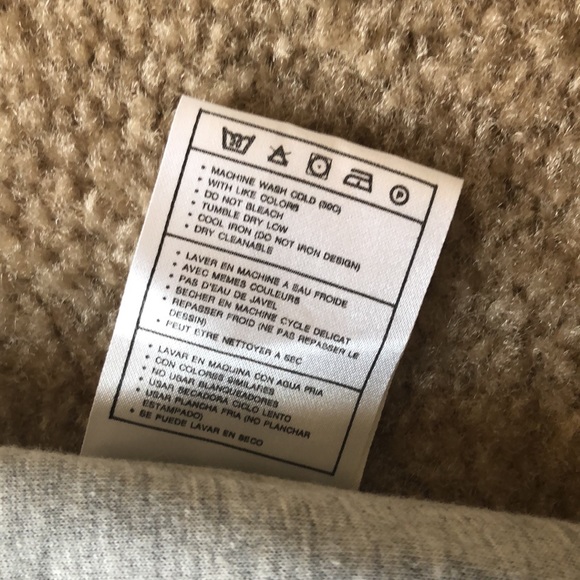 30
P
• MACHINE WASH COLD (30C)
• WITH LIKE COLORS
• DO NOT BLEACH
• TUMBLE DRY LOW
• COOL IRON (DO NOT IRON DESIGN)
• DRY CLEANABLE
• LAVER EN MACHINE A EAU FROIDE
• AVEC MEMES COULEURS
• PAS D'EAU DE JAVEL
• SECHER EN MACHINE CYCLE DELICAT
• REPASSER FROID (NE PAS REPASSER LE
DESSIN)
• PEUT ETRE NETTOYER A SEC
• LAVAR EN MAQUINA CON AGUA FRIA
• CON COLORES SIMILARES
• NO USAR BLANQUEADORES
• USAR SECADORA CICLO LENTO
• USAR PLANCHA FRIA (NO PLANCHAR
ESTAMPADO)
• SE PUEDE LAVAR EN SECO